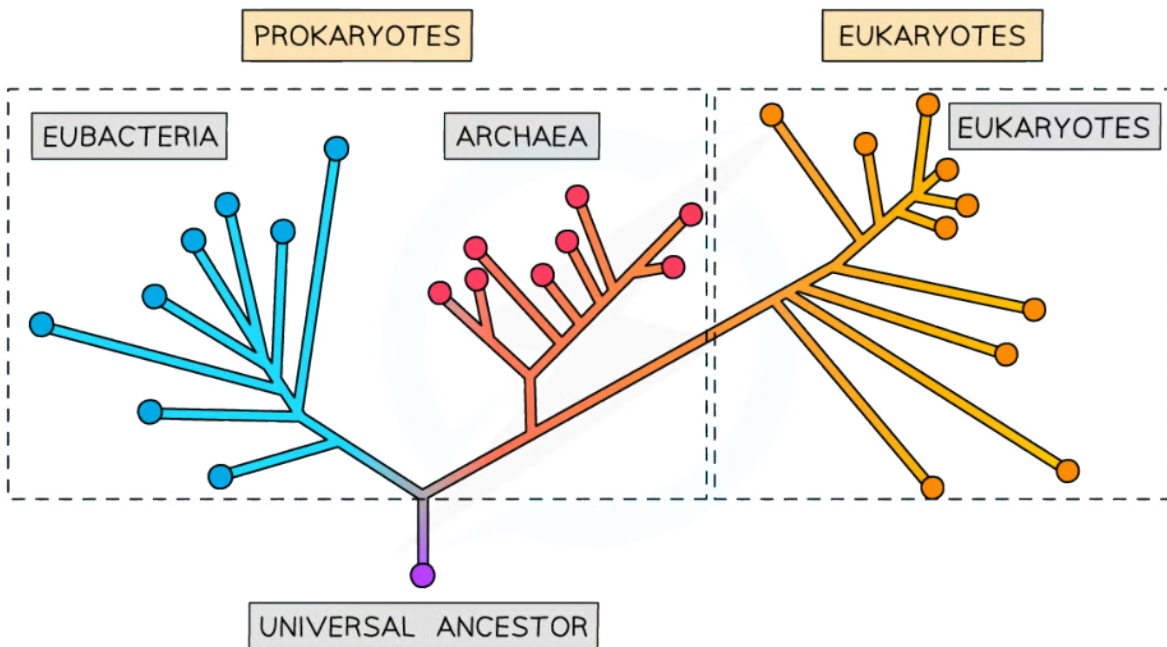 PROKARYOTES
EUKARYOTES
EUBACTERIA
ARCHAEA
EUKARYOTES
UNIVERSAL ANCESTOR